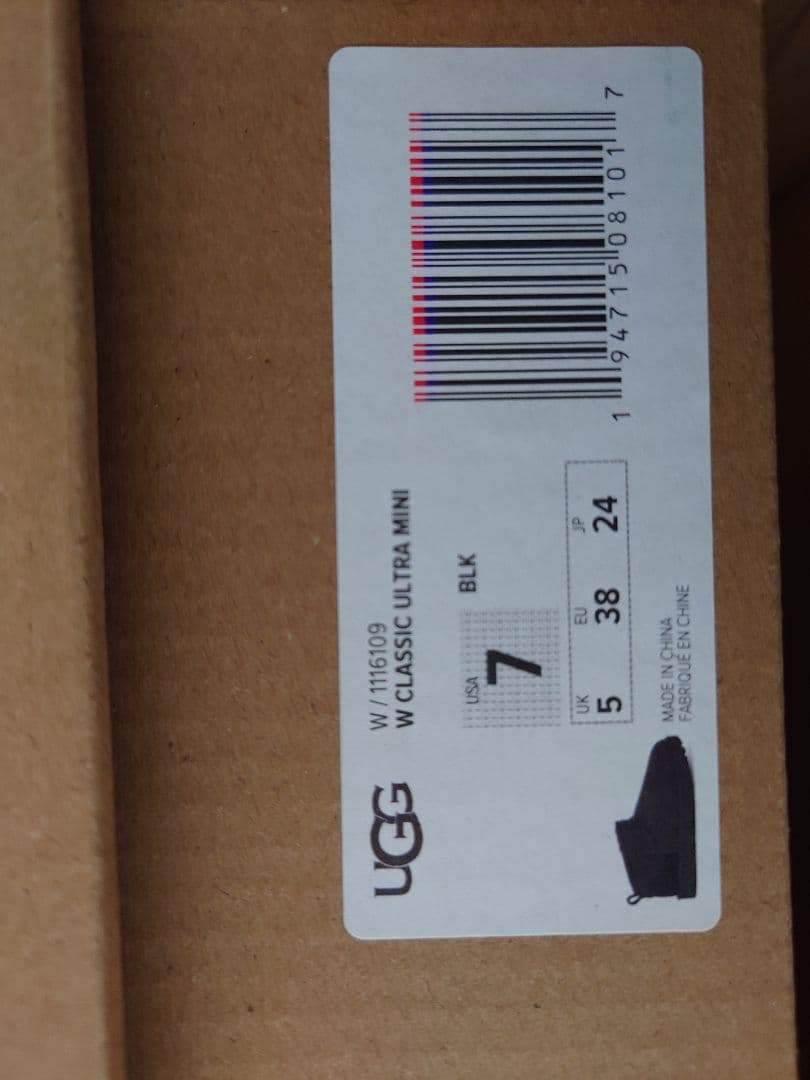 UGG
W / 1116109
W CLASSIC ULTRA MINI
USA
7
BLK
UK EU JP
5 38 24
MADE IN CHINA
FABRIQUÉ EN CHINE
1 94715 08101 7